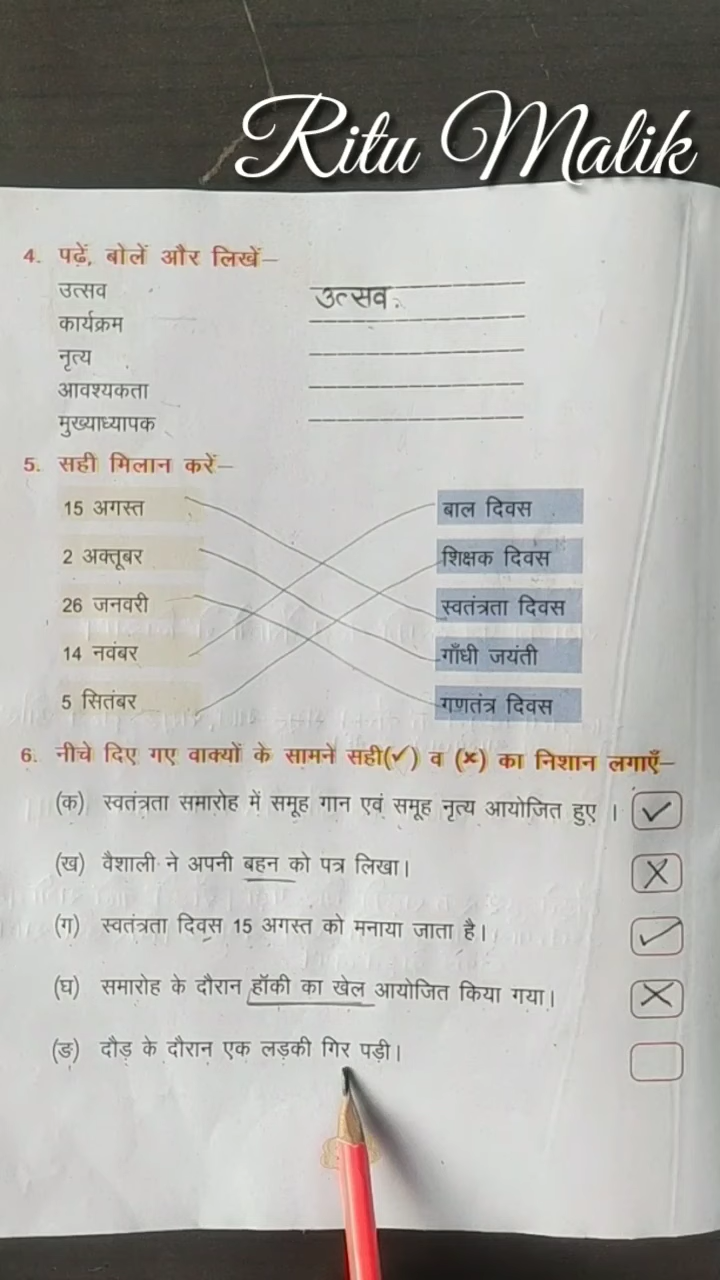 Ritu Malik
4. पढ़ें, बोलें और लिखें–
उत्सव उत्सव
कार्यक्रम
नृत्य
आवश्यकता
मुख्याध्यापक
5. सही मिलान करें–
15 अगस्त बाल दिवस
2 अक्तूबर शिक्षक दिवस
26 जनवरी स्वतंत्रता दिवस
14 नवंबर गाँधी जयंती
5 सितंबर गणतंत्र दिवस
6. नीचे दिए गए वाक्यों के सामने सही(✓) व (×) का निशान लगाएँ–
(क) स्वतंत्रता समारोह में समूह गान एवं समूह नृत्य आयोजित हुए । ✓
(ख) वैशाली ने अपनी बहन को पत्र लिखा। ×
(ग) स्वतंत्रता दिवस 15 अगस्त को मनाया जाता है। ✓
(घ) समारोह के दौरान हॉकी का खेल आयोजित किया गया। ×
(ङ) दौड़ के दौरान एक लड़की गिर पड़ी।